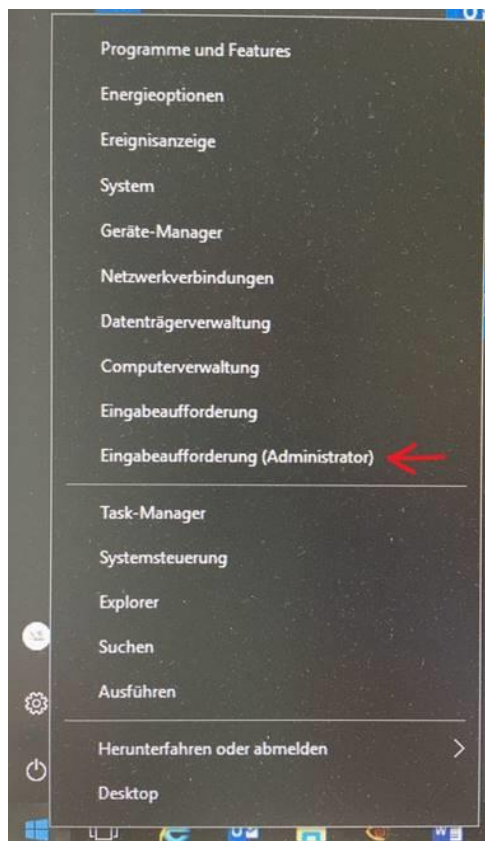 Programme und Features
Energieoptionen
Ereignisanzeige
System
Geräte-Manager
Netzwerkverbindungen
Datenträgerverwaltung
Computerverwaltung
Eingabeaufforderung
Eingabeaufforderung (Administrator)
Task-Manager
Systemsteuerung
Explorer
Suchen
Ausführen
Herunterfahren oder abmelden
Desktop